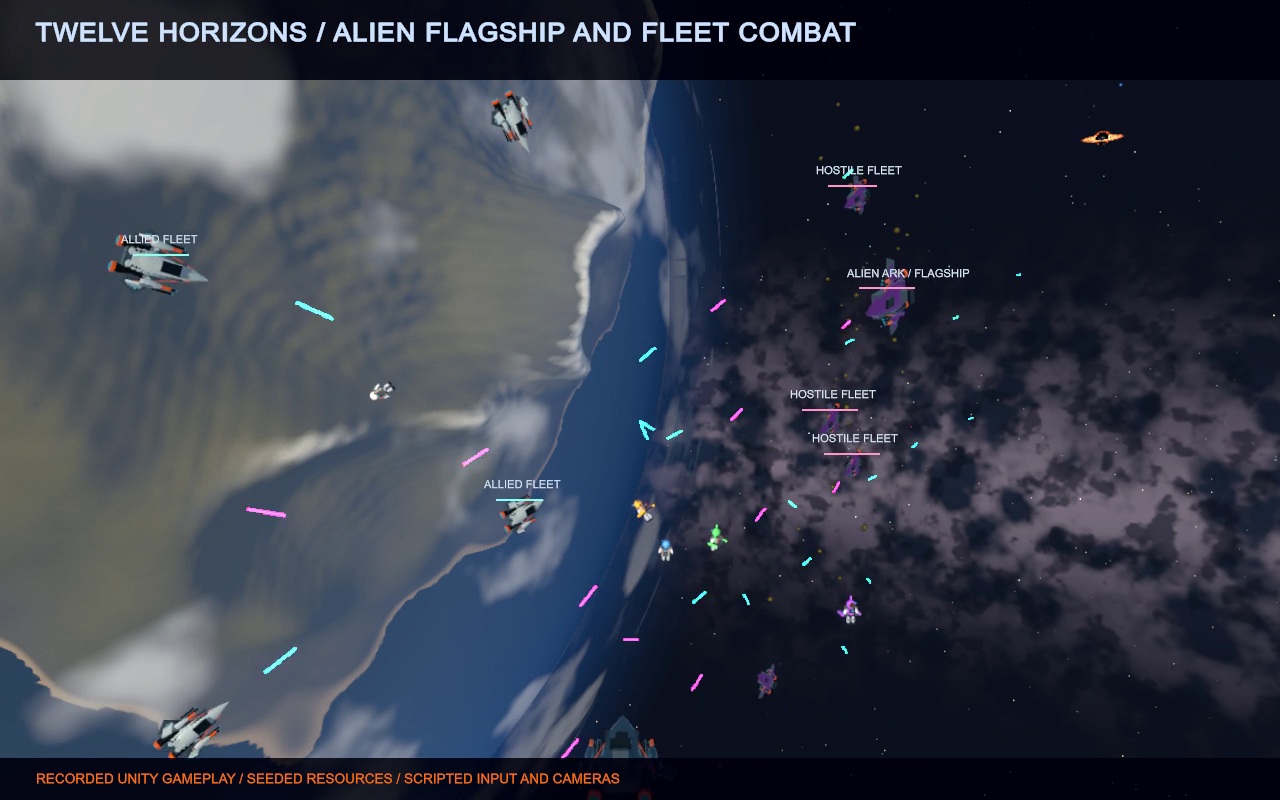 TWELVE HORIZONS / ALIEN FLAGSHIP AND FLEET COMBAT
HOSTILE FLEET
ALLIED FLEET
ALIEN ARK / FLAGSHIP
HOSTILE FLEET
HOSTILE FLEET
ALLIED FLEET
RECORDED UNITY GAMEPLAY / SEEDED RESOURCES / SCRIPTED INPUT AND CAMERAS